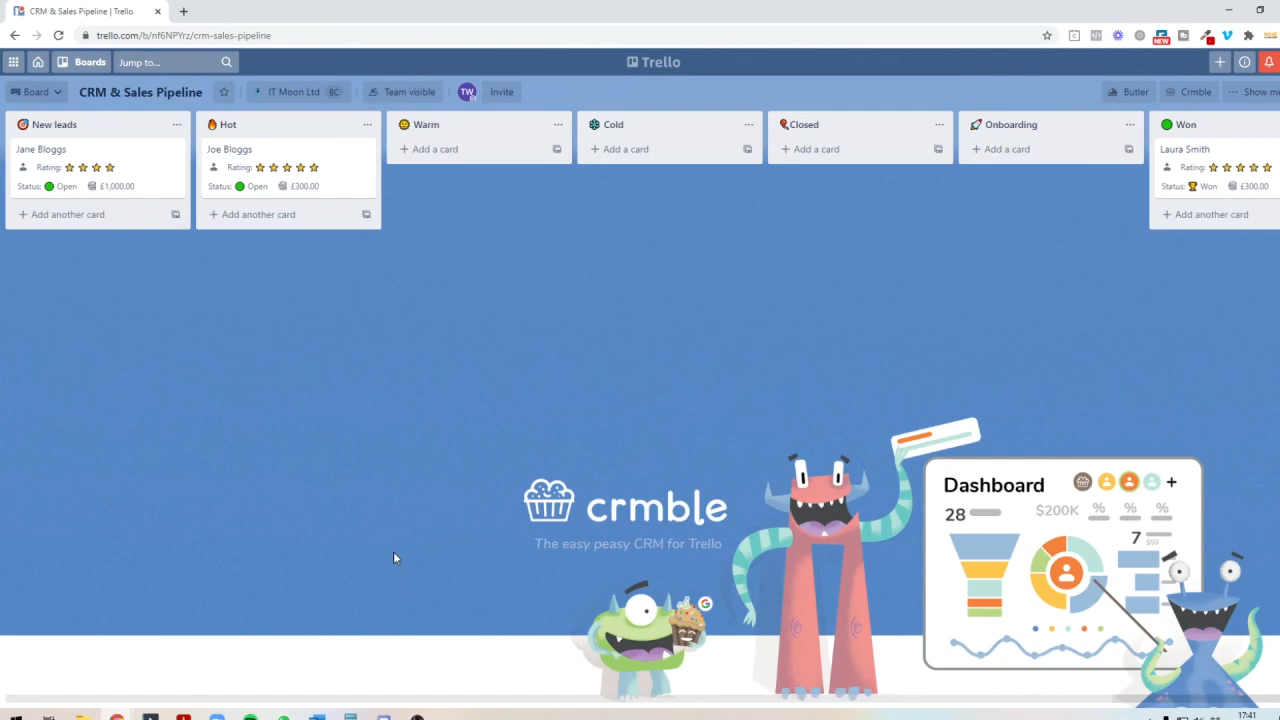 CRM & Sales Pipeline | Trello
trello.com/b/nf6NPYrz/crm-sales-pipeline
NEW
Boards
Jump to...
Trello
Board
CRM & Sales Pipeline
IT Moon Ltd BC
Team visible
TW
Invite
Butler
Crmble
Show me
New leads
Jane Bloggs
Rating:
Status: Open £1,000.00
Add another card
Hot
Joe Bloggs
Rating:
Status: Open £300.00
Add another card
Warm
Add a card
Cold
Add a card
Closed
Add a card
Onboarding
Add a card
Won
Laura Smith
Rating:
Status: Won £300.00
Add another card
crmble
The easy peasy CRM for Trello
Dashboard
28
$200K
% % %
7
$50
G
17:41